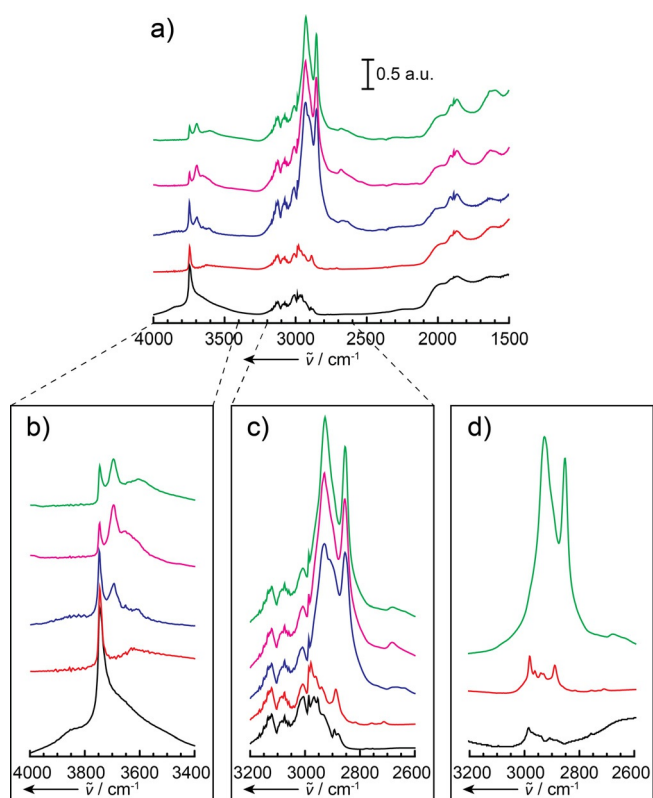 a)
0.5 a.u.
4000 3500 3000 2500 2000 1500
ṽ / cm⁻¹
b) c) d)
4000 3800 3600 3400 3200 3000 2800 2600 3200 3000 2800 2600
ṽ / cm⁻¹ ṽ / cm⁻¹ ṽ / cm⁻¹